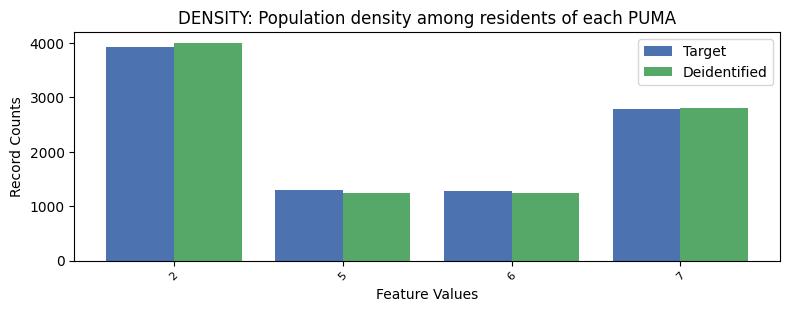 DENSITY: Population density among residents of each PUMA
Target
Deidentified
Record Counts
4000
3000
2000
1000
0
2 5 6 7
Feature Values